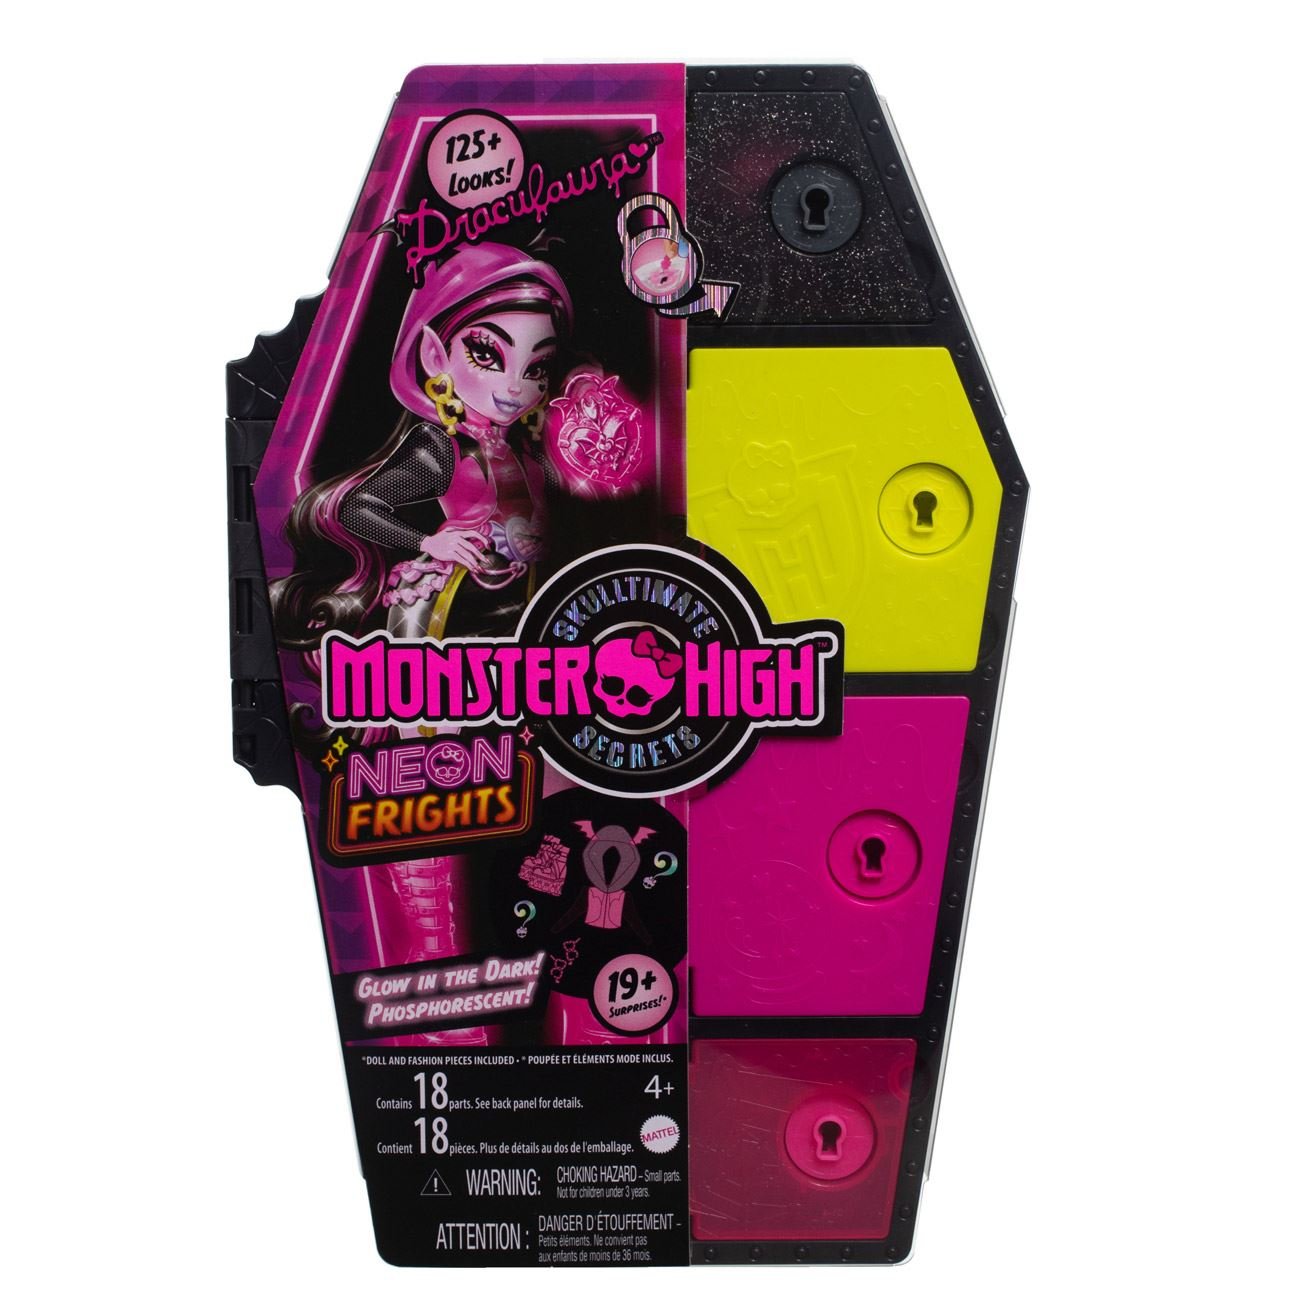 125+
LOOKS!
Draculaura™
SKULLTIMATE
MONSTER HIGH™
SECRETS
NEON
FRIGHTS
GLOW IN THE DARK!
PHOSPHORESCENT!
19+
SURPRISES!*
*DOLL AND FASHION PIECES INCLUDED • * POUPÉE ET ÉLÉMENTS MODE INCLUS.
Contains 18 parts. See back panel for details.
4+
Contient 18 pièces. Plus de détails au dos de l'emballage.
MATTEL
WARNING: CHOKING HAZARD – Small parts.
Not for children under 3 years.
ATTENTION : DANGER D'ÉTOUFFEMENT –
Petits éléments. Ne convient pas
aux enfants de moins de 36 mois.